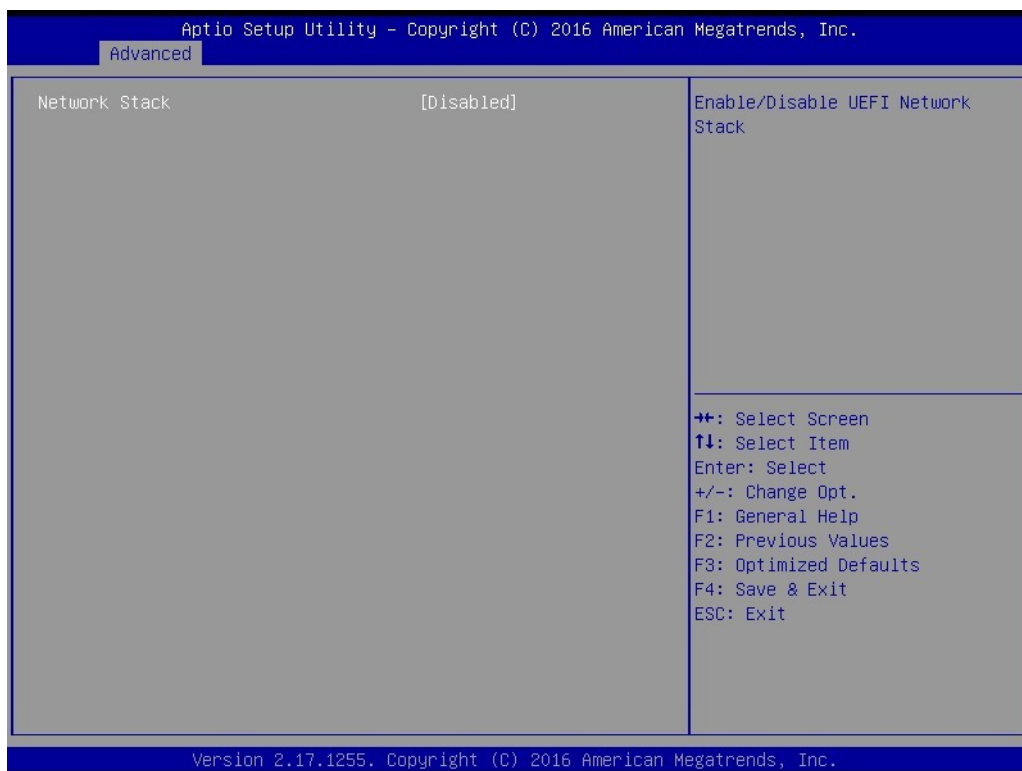 Aptio Setup Utility – Copyright (C) 2016 American Megatrends, Inc.
Advanced
Network Stack [Disabled]
Enable/Disable UEFI Network
Stack
→←: Select Screen
↑↓: Select Item
Enter: Select
+/-: Change Opt.
F1: General Help
F2: Previous Values
F3: Optimized Defaults
F4: Save & Exit
ESC: Exit
Version 2.17.1255. Copyright (C) 2016 American Megatrends, Inc.